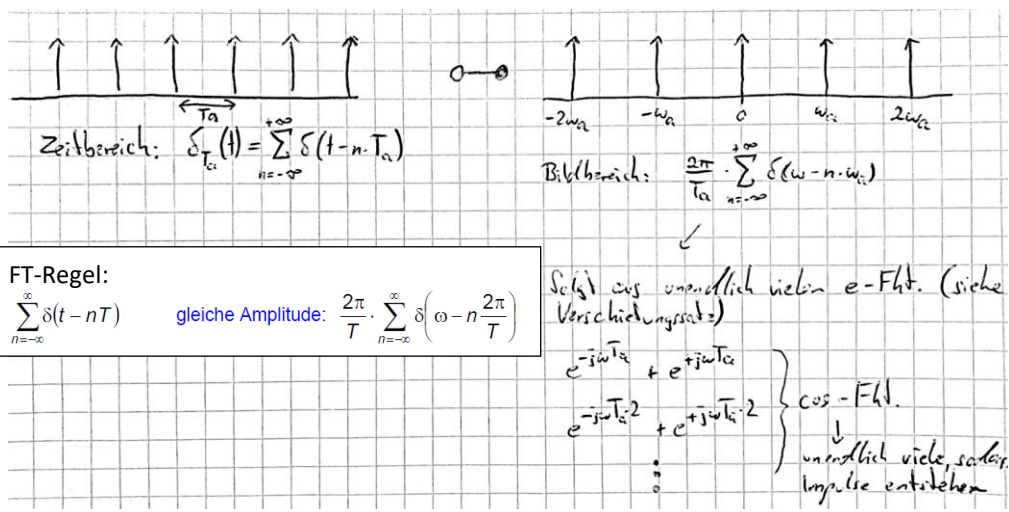 Ta
Zeitbereich: δ_Ta(t) = Σ_{n=-∞}^{+∞} δ(t-n·Ta)
-2ωa -ωa 0 ωa 2ωa
Bildbereich: 2π/Ta · Σ_{n=-∞}^{+∞} δ(ω-n·ωa)
FT-Regel:
Σ_{n=-∞}^{∞} δ(t − nT) gleiche Amplitude: 2π/T · Σ_{n=-∞}^{∞} δ(ω − n 2π/T)
Folgt aus unendlich vielen e-Fkt. (siehe
Verschiebungssatz)
e^{-jωTa} + e^{+jωTa}
e^{-jωTa·2} + e^{+jωTa·2}
cos-Fkt.
↓
unendlich viele,
Impulse entstehen